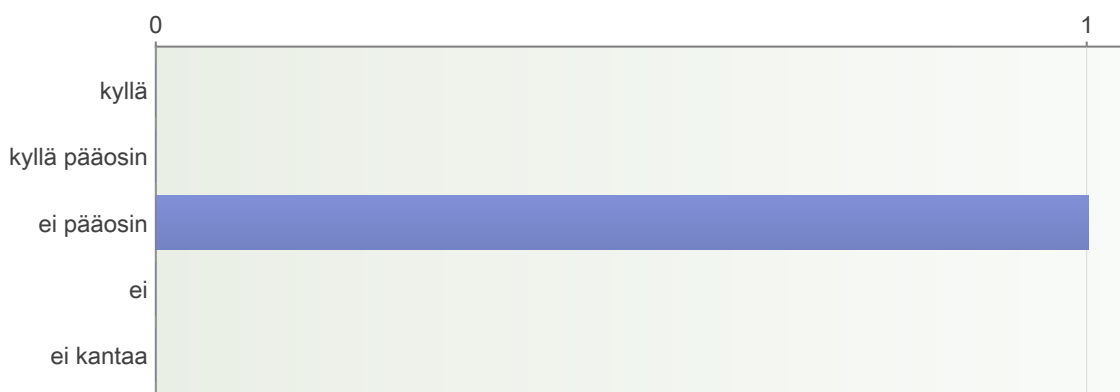 0 1
kyllä
kyllä pääosin
ei pääosin
ei
ei kantaa